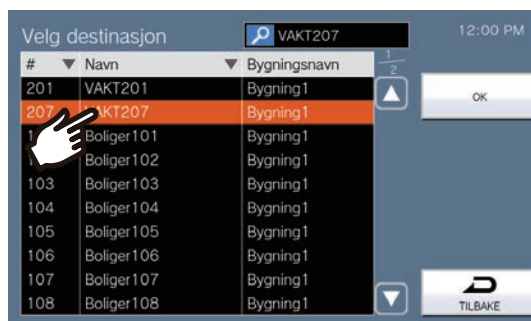 Velg destinasjon VAKT207 12:00 PM
# Navn Bygningsnavn 1/2
201 VAKT201 Bygning1
207 VAKT207 Bygning1 OK
Boliger101 Bygning1
Boliger102 Bygning1
103 Boliger103 Bygning1
104 Boliger104 Bygning1
105 Boliger105 Bygning1
106 Boliger106 Bygning1
107 Boliger107 Bygning1
108 Boliger108 Bygning1 TILBAKE